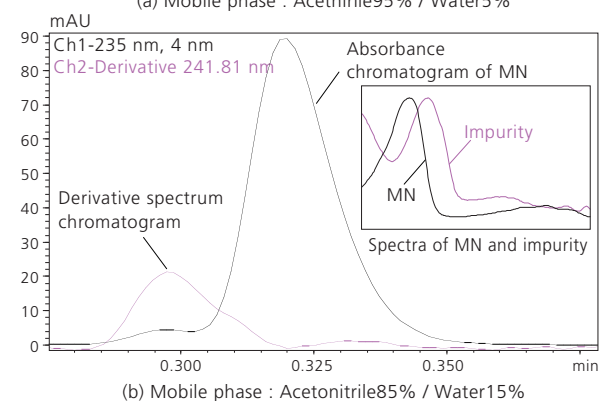 (a) Mobile phase : Acethirile95% / Water5%
mAU
90
80
70
60
50
40
30
20
10
0
Ch1-235 nm, 4 nm
Ch2-Derivative 241.81 nm
Absorbance
chromatogram of MN
Impurity
MN
Spectra of MN and impurity
Derivative spectrum
chromatogram
0.300
0.325
0.350
min
(b) Mobile phase : Acetonitrile85% / Water15%